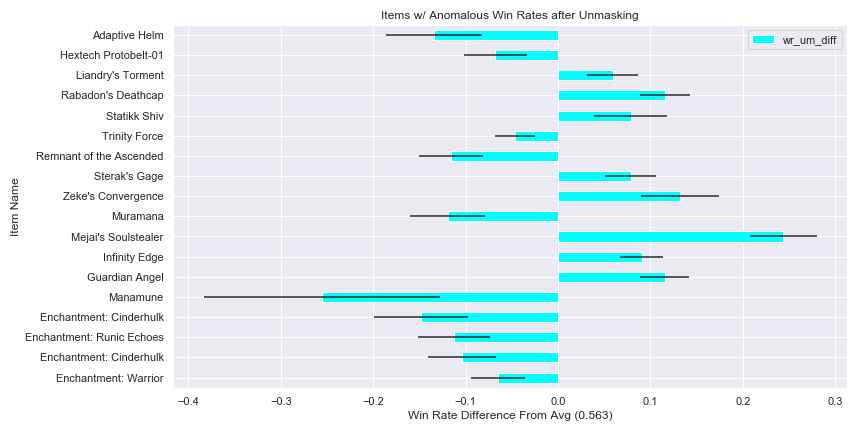 Items w/ Anomalous Win Rates after Unmasking
wr_um_diff
Item Name
Adaptive Helm
Hextech Protobelt-01
Liandry's Torment
Rabadon's Deathcap
Statikk Shiv
Trinity Force
Remnant of the Ascended
Sterak's Gage
Zeke's Convergence
Muramana
Mejai's Soulstealer
Infinity Edge
Guardian Angel
Manamune
Enchantment: Cinderhulk
Enchantment: Runic Echoes
Enchantment: Cinderhulk
Enchantment: Warrior
−0.4 −0.3 −0.2 −0.1 0.0 0.1 0.2 0.3
Win Rate Difference From Avg (0.563)